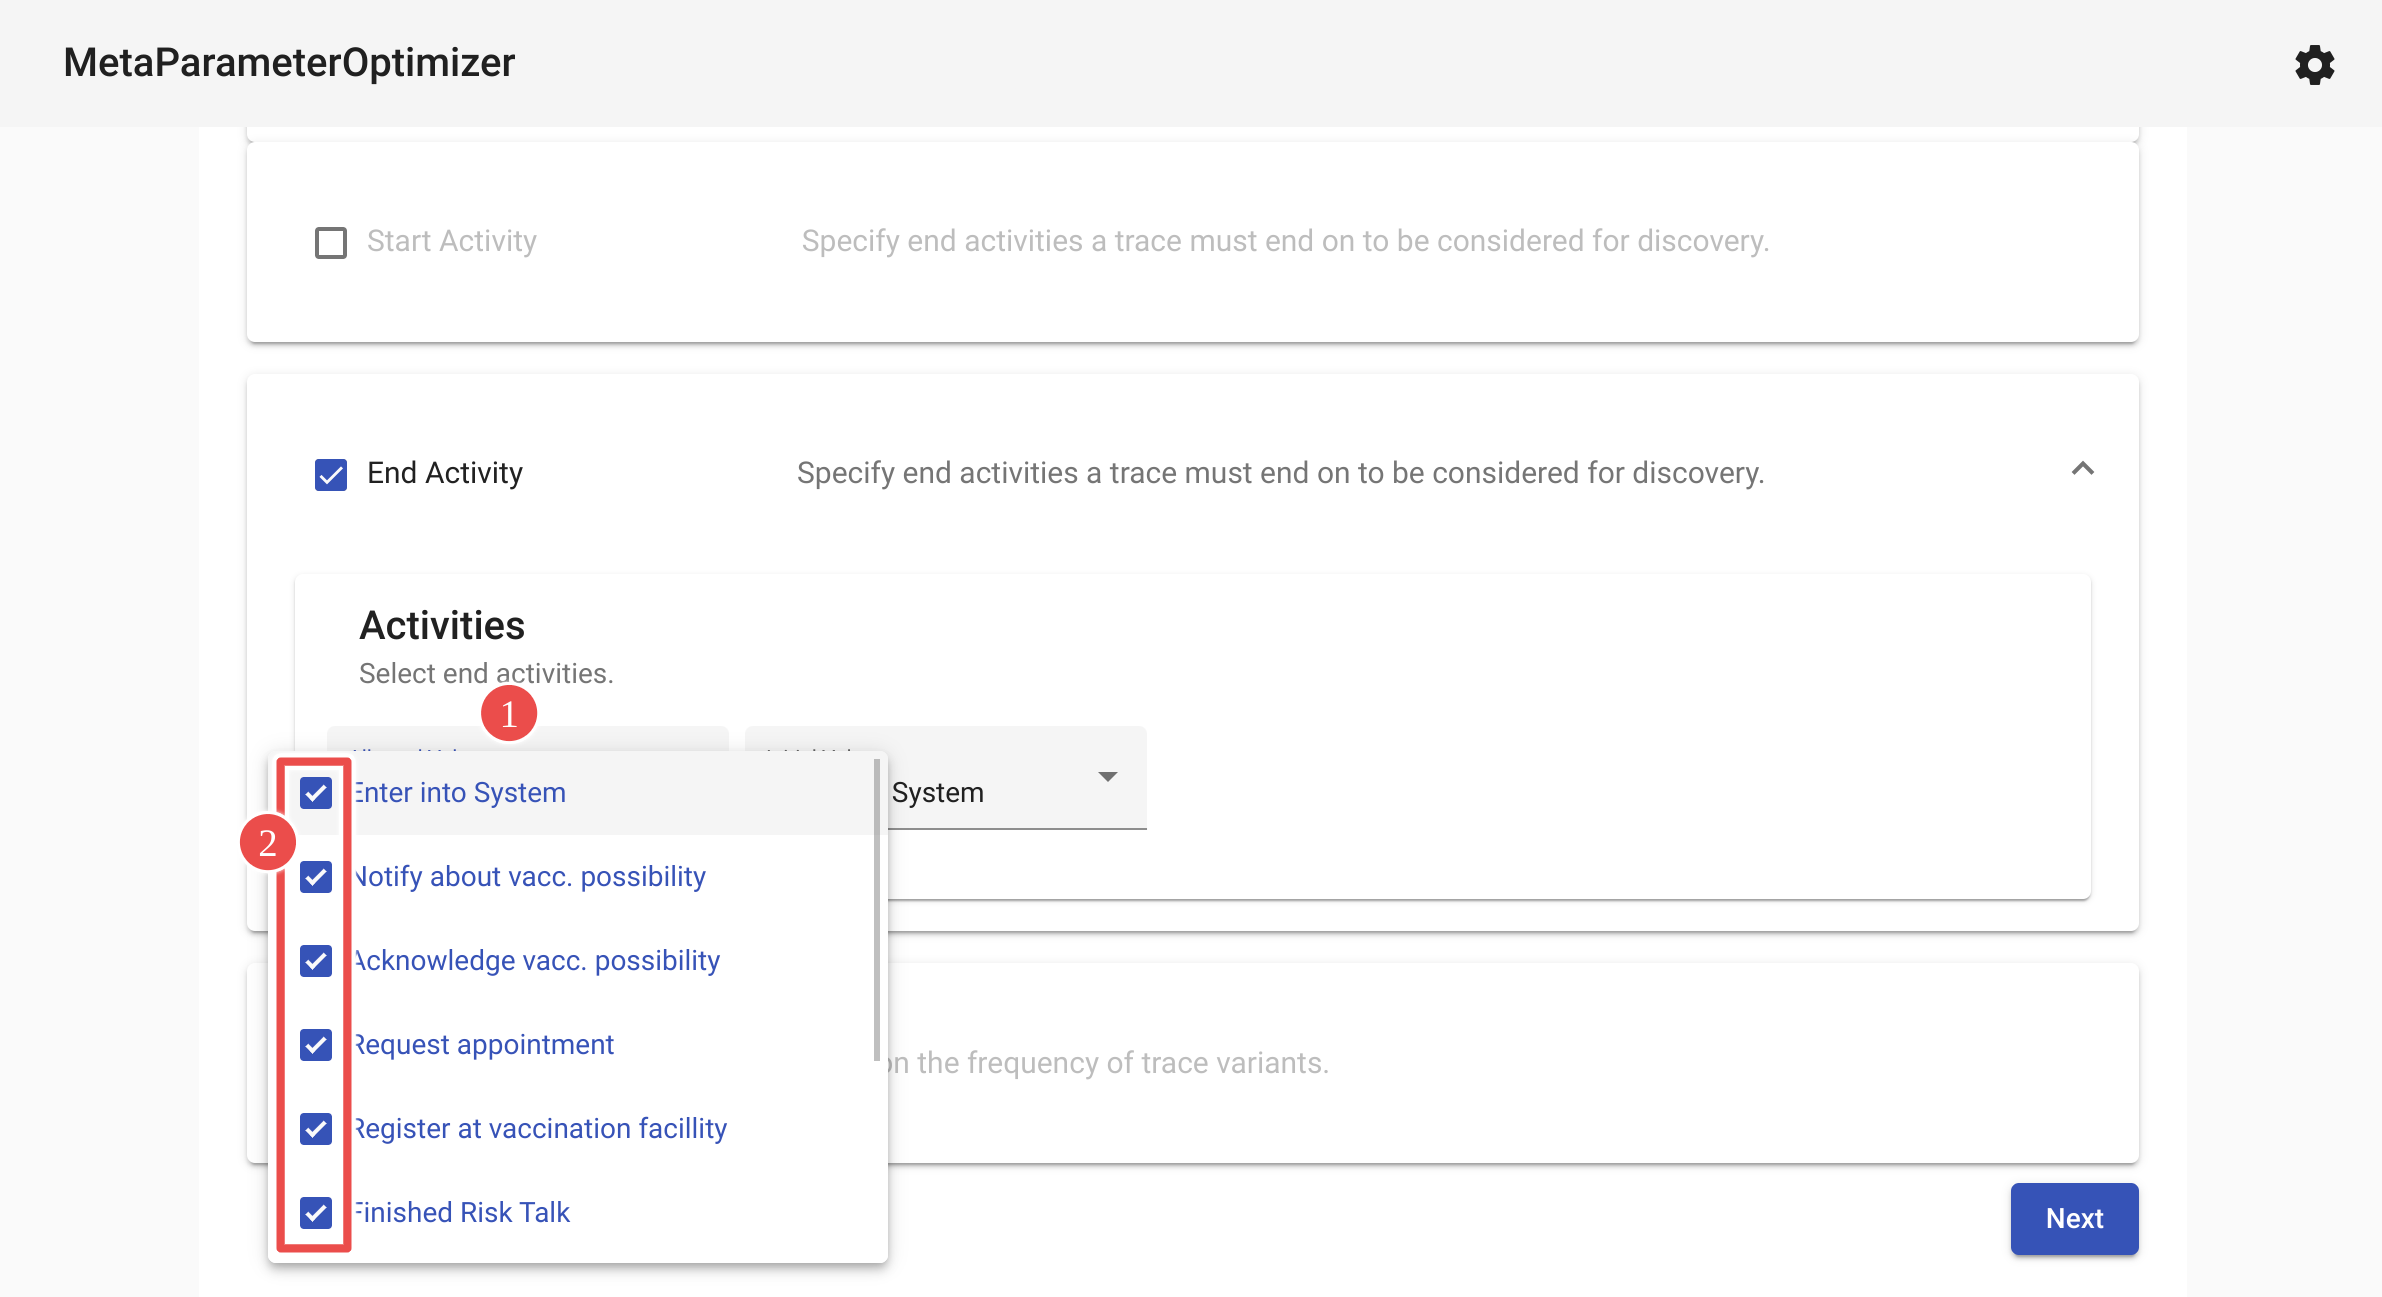 MetaParameterOptimizer
Start Activity Specify end activities a trace must end on to be considered for discovery.
End Activity Specify end activities a trace must end on to be considered for discovery.
Activities
Select end activities.
1
System
Enter into System
2
Notify about vacc. possibility
Acknowledge vacc. possibility
Request appointment
on the frequency of trace variants.
Register at vaccination facillity
Finished Risk Talk
Next